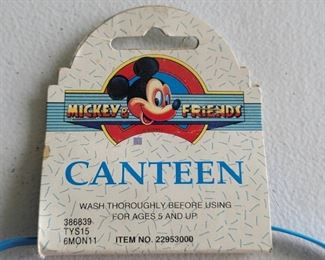 MICKEY & FRIENDS
CANTEEN
WASH THOROUGHLY BEFORE USING
FOR AGES 5 AND UP
386839
TYS15
6MON11 ITEM NO. 22953000